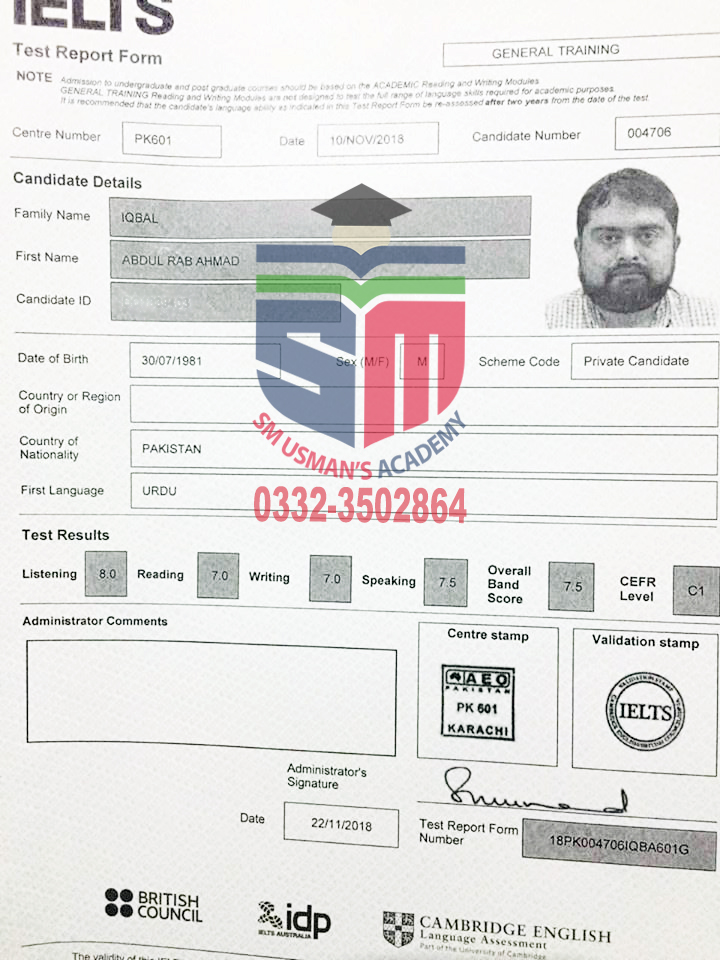 IELTS
Test Report Form
GENERAL TRAINING
NOTE Admission to undergraduate and post graduate courses should be based on the ACADEMIC Reading and Writing Modules
GENERAL TRAINING Reading and Writing Modules are not designed to test the full range of language skills required for academic purposes.
It is recommended that the candidate's language ability as indicated in this Test Report Form be re-assessed after two years from the date of the test.
Centre Number PK601 Date 10/NOV/2018 Candidate Number 004706
Candidate Details
Family Name IQBAL
First Name ABDUL RAB AHMAD
Candidate ID
Date of Birth 30/07/1981 Sex (M/F) M Scheme Code Private Candidate
Country or Region
of Origin
Country of
Nationality PAKISTAN
First Language URDU
SM
SM USMAN'S ACADEMY
0332-3502864
Test Results
Listening 8.0 Reading 7.0 Writing 7.0 Speaking 7.5 Overall Band Score 7.5 CEFR Level C1
Administrator Comments
Centre stamp
Validation stamp
AEO
PAKISTAN
PK 601
KARACHI
IELTS
Administrator's
Signature
Date 22/11/2018
Test Report Form
Number 18PK004706IQBA601G
BRITISH
COUNCIL
idp
IELTS AUSTRALIA
CAMBRIDGE ENGLISH
Language Assessment
Part of the University of Cambridge
The validity of this IELTS